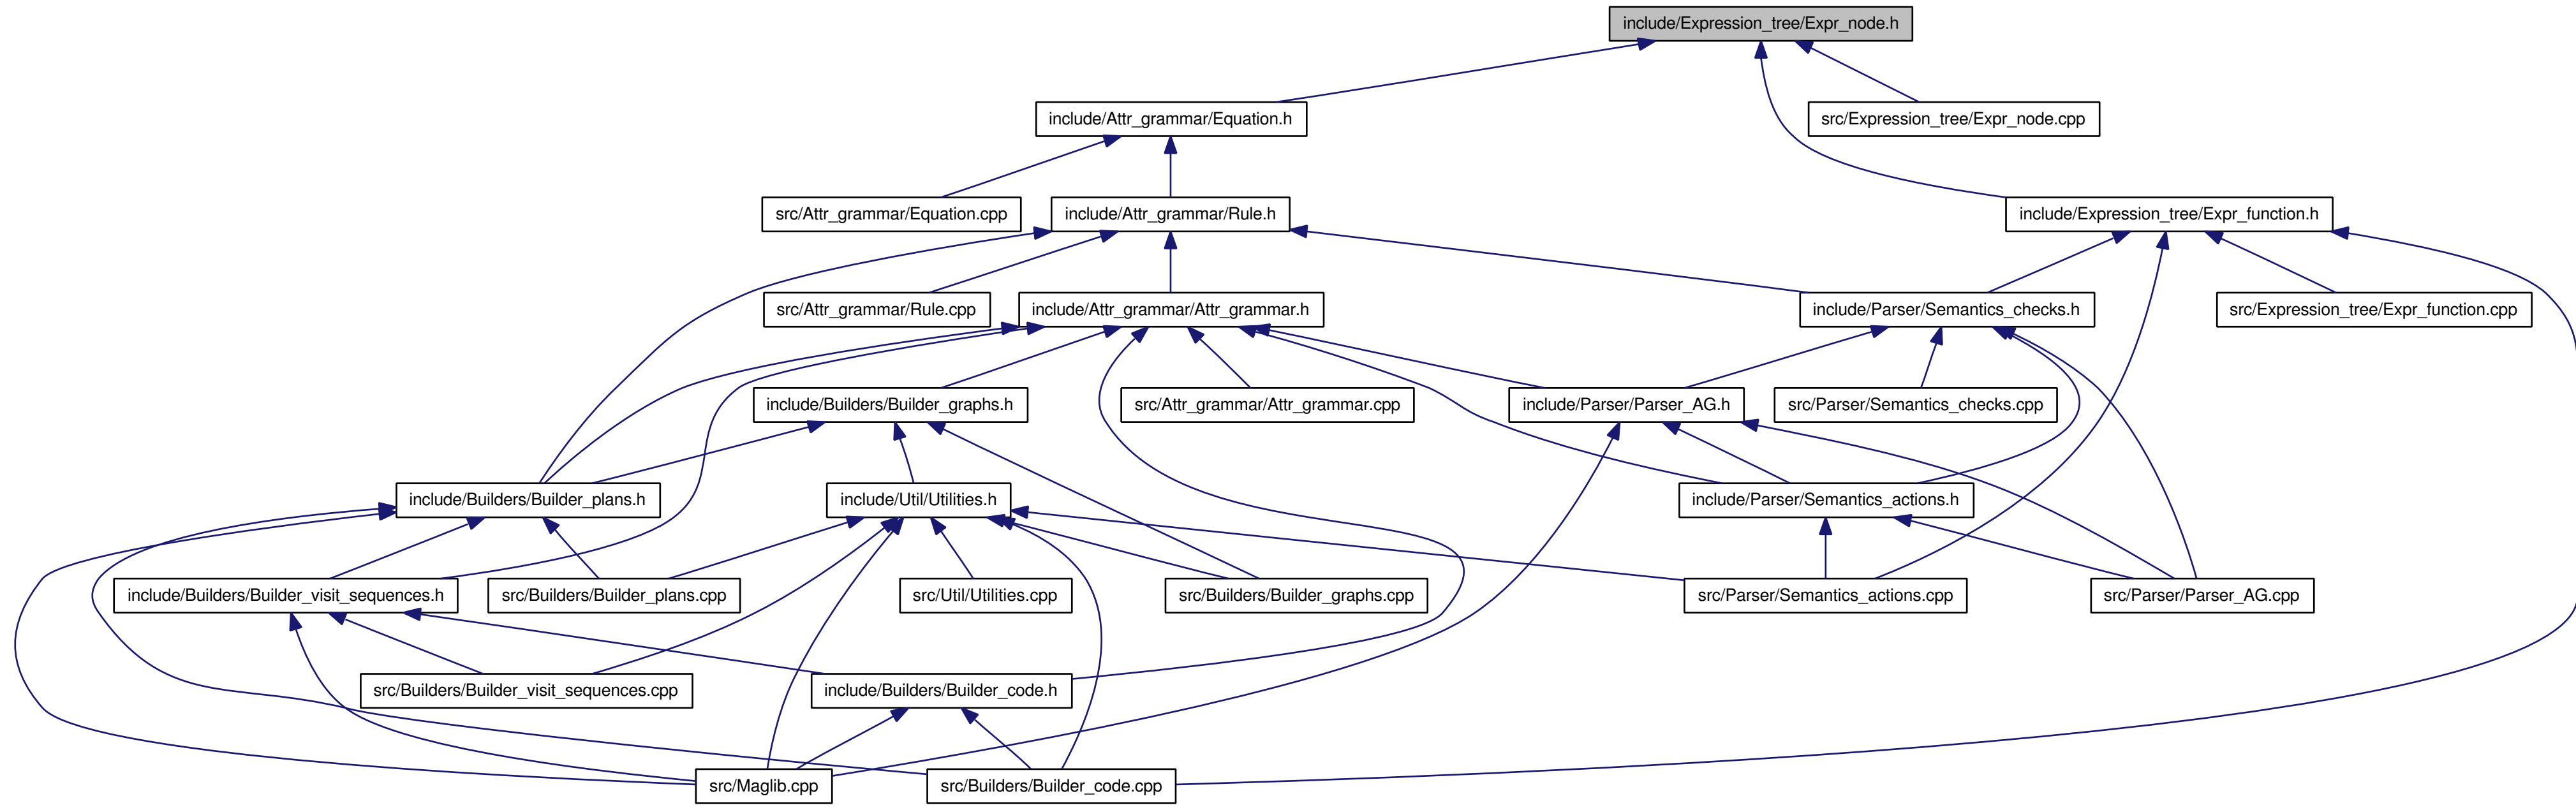 include/Expression_tree/Expr_node.h
include/Attr_grammar/Equation.h
src/Expression_tree/Expr_node.cpp
src/Attr_grammar/Equation.cpp
include/Attr_grammar/Rule.h
include/Expression_tree/Expr_function.h
src/Attr_grammar/Rule.cpp
include/Attr_grammar/Attr_grammar.h
include/Parser/Semantics_checks.h
src/Expression_tree/Expr_function.cpp
include/Builders/Builder_graphs.h
src/Attr_grammar/Attr_grammar.cpp
include/Parser/Parser_AG.h
src/Parser/Semantics_checks.cpp
include/Builders/Builder_plans.h
include/Util/Utilities.h
include/Parser/Semantics_actions.h
include/Builders/Builder_visit_sequences.h
src/Builders/Builder_plans.cpp
src/Util/Utilities.cpp
src/Builders/Builder_graphs.cpp
src/Parser/Semantics_actions.cpp
src/Parser/Parser_AG.cpp
src/Builders/Builder_visit_sequences.cpp
include/Builders/Builder_code.h
src/Maglib.cpp
src/Builders/Builder_code.cpp